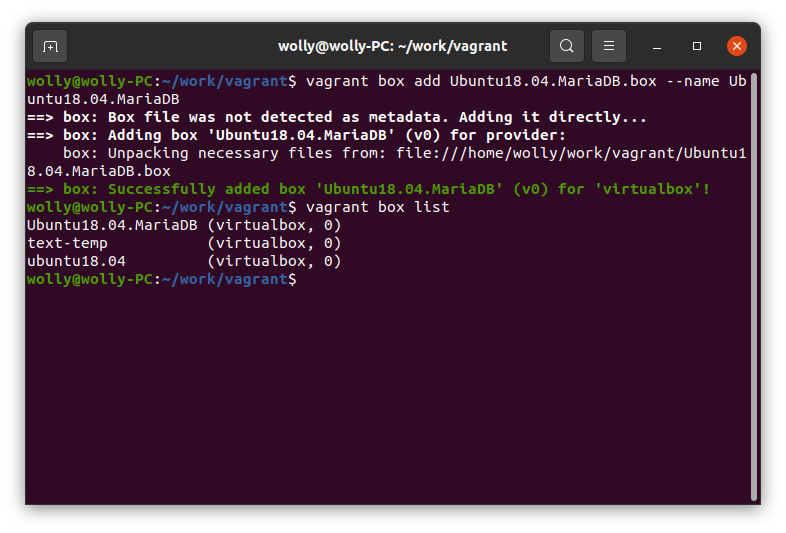 wolly@wolly-PC: ~/work/vagrant
wolly@wolly-PC:~/work/vagrant$ vagrant box add Ubuntu18.04.MariaDB.box --name Ub
untu18.04.MariaDB
==> box: Box file was not detected as metadata. Adding it directly...
==> box: Adding box 'Ubuntu18.04.MariaDB' (v0) for provider:
    box: Unpacking necessary files from: file:///home/wolly/work/vagrant/Ubuntu1
8.04.MariaDB.box
==> box: Successfully added box 'Ubuntu18.04.MariaDB' (v0) for 'virtualbox'!
wolly@wolly-PC:~/work/vagrant$ vagrant box list
Ubuntu18.04.MariaDB (virtualbox, 0)
text-temp           (virtualbox, 0)
ubuntu18.04         (virtualbox, 0)
wolly@wolly-PC:~/work/vagrant$